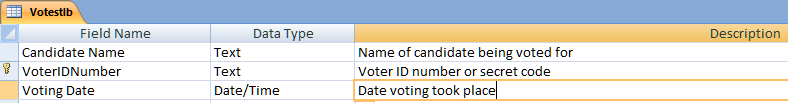 Votestlb
Field Name Data Type Description
Candidate Name Text Name of candidate being voted for
VoterIDNumber Text Voter ID number or secret code
Voting Date Date/Time Date voting took place